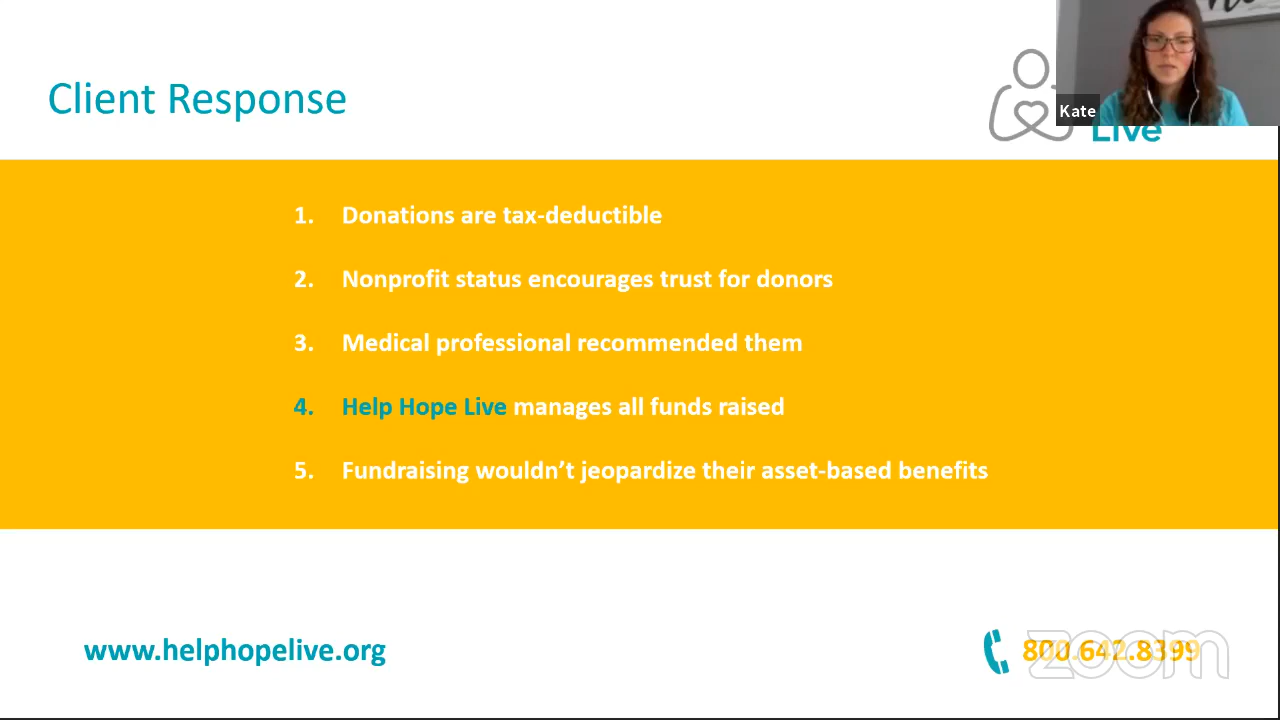 Client Response
Kate
Live
1. Donations are tax-deductible
2. Nonprofit status encourages trust for donors
3. Medical professional recommended them
4. Help Hope Live manages all funds raised
5. Fundraising wouldn’t jeopardize their asset-based benefits
www.helphopelive.org
800.642.8399
zoom